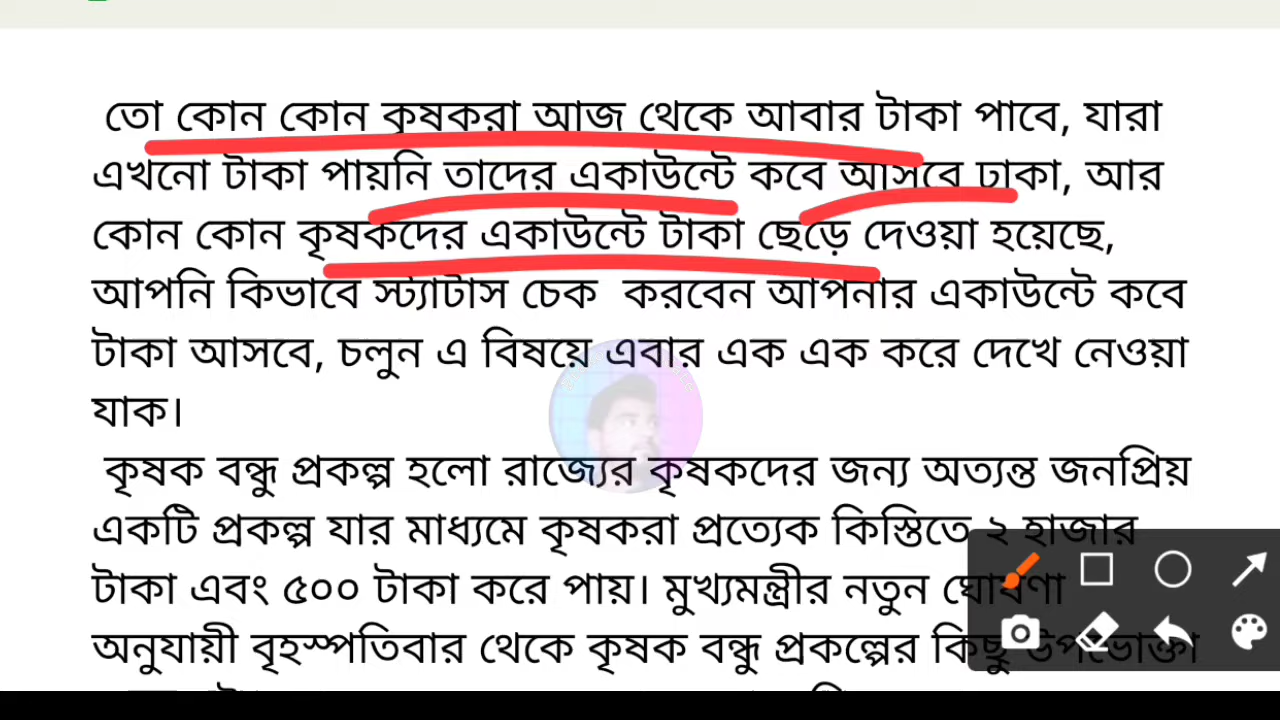 তো কোন কোন কৃষকরা আজ থেকে আবার টাকা পাবে, যারা
এখনো টাকা পায়নি তাদের একাউন্টে কবে আসবে টাকা, আর
কোন কোন কৃষকদের একাউন্টে টাকা ছেড়ে দেওয়া হয়েছে,
আপনি কিভাবে স্ট্যাটাস চেক করবেন আপনার একাউন্টে কবে
টাকা আসবে, চলুন এ বিষয়ে এবার এক এক করে দেখে নেওয়া
যাক।
কৃষক বন্ধু প্রকল্প হলো রাজ্যের কৃষকদের জন্য অত্যন্ত জনপ্রিয়
একটি প্রকল্প যার মাধ্যমে কৃষকরা প্রত্যেক কিস্তিতে ২ হাজার
টাকা এবং ৫০০ টাকা করে পায়। মুখ্যমন্ত্রীর নতুন ঘোষণা
অনুযায়ী বৃহস্পতিবার থেকে কৃষক বন্ধু প্রকল্পের কিছু উপভোক্তা